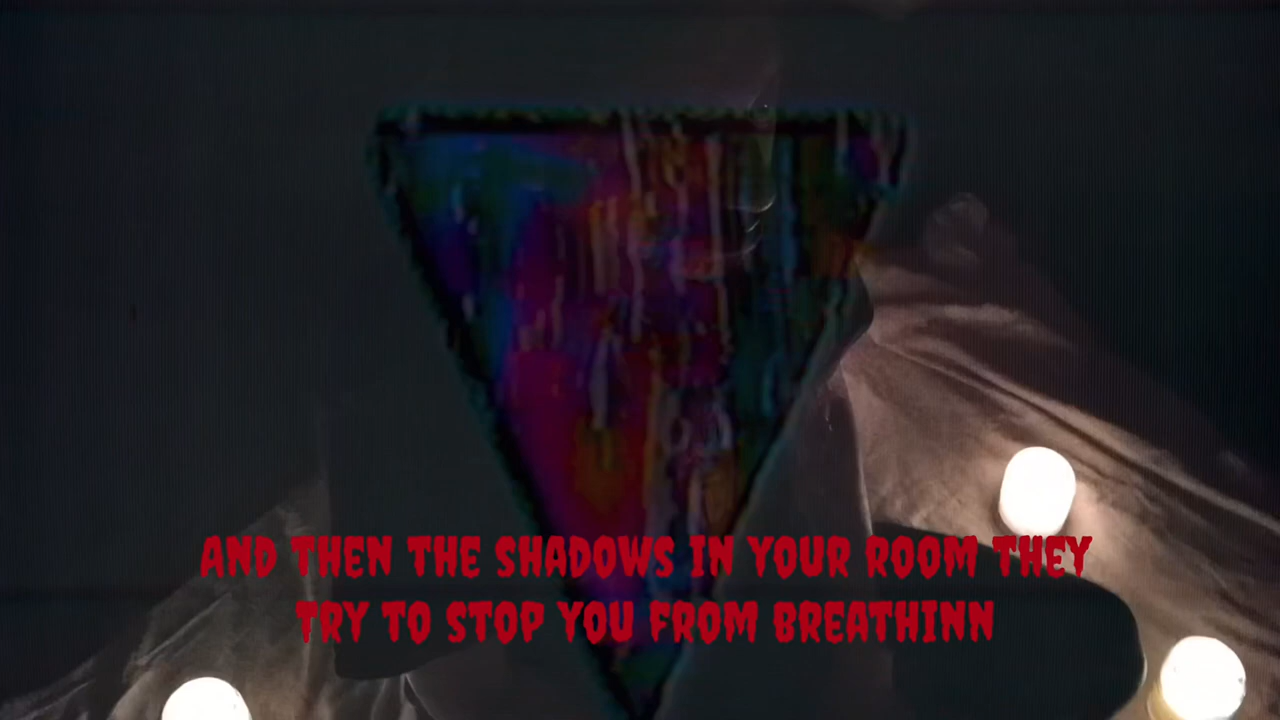 AND THEN THE SHADOWS IN YOUR ROOM THEY
TRY TO STOP YOU FROM BREATHINN